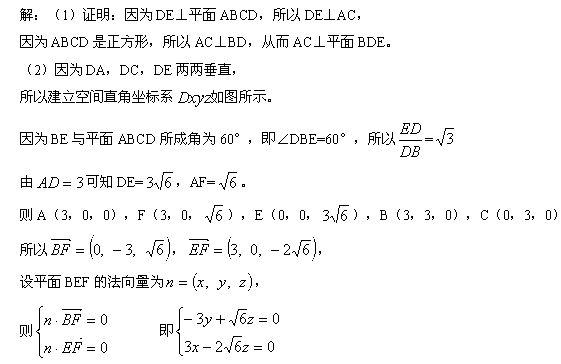 解：（1）证明：因为DE⊥平面ABCD，所以DE⊥AC，
因为ABCD是正方形，所以AC⊥BD，从而AC⊥平面BDE。
（2）因为DA，DC，DE两两垂直，
所以建立空间直角坐标系Dxyz如图所示。
因为BE与平面ABCD所成角为60°，即∠DBE=60°，所以ED/DB=√3
由AD=3可知DE=3√6，AF=√6。
则A（3，0，0），F（3，0，√6），E（0，0，3√6），B（3，3，0），C（0，3，0）
所以BF→=(0, −3, √6)，EF→=(3, 0, −2√6)，
设平面BEF的法向量为n=(x, y, z)，
则{n·BF→=0 即{−3y+√6z=0
n·EF→=0 3x−2√6z=0